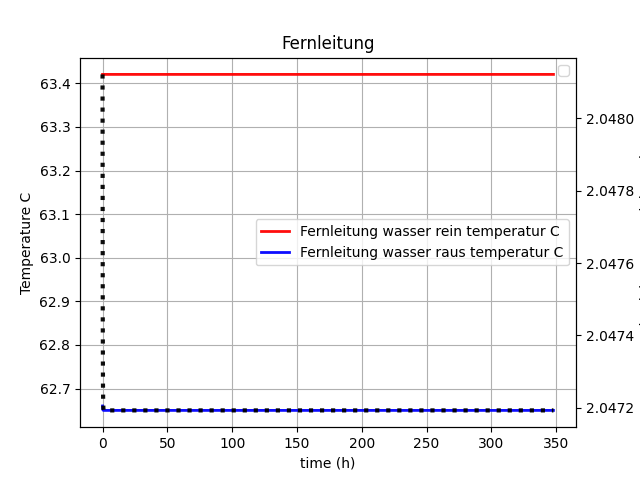 Fernleitung
63.4
63.3
63.2
63.1
63.0
62.9
62.8
62.7
Temperature C
2.0480
2.0478
2.0476
2.0474
2.0472
Fernleitung wasser rein temperatur C
Fernleitung wasser raus temperatur C
0 50 100 150 200 250 300 350
time (h)